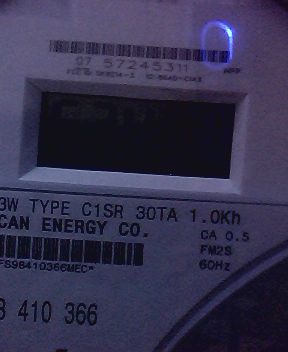 07 57245311
3W TYPE C1SR 30TA 1.0Kh
CAN ENERGY CO.
CA 0.5
FM2S
60Hz
FS98410366MEC*
410 366